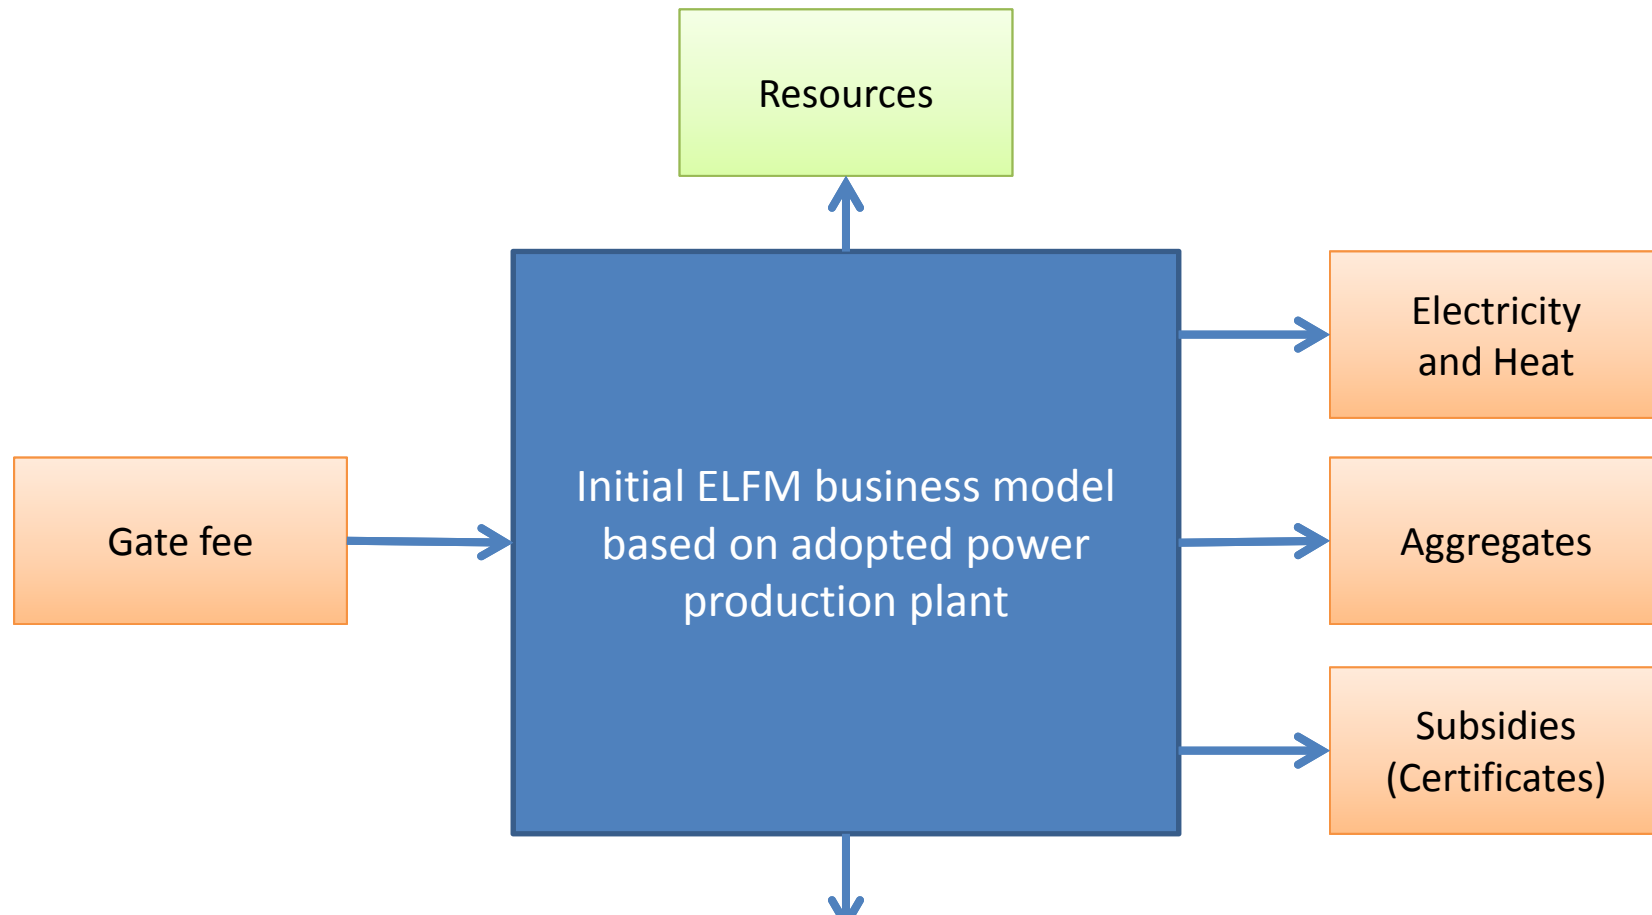 Resources
Electricity
and Heat
Initial ELFM business model
based on adopted power
production plant
Gate fee
Aggregates
Subsidies
(Certificates)